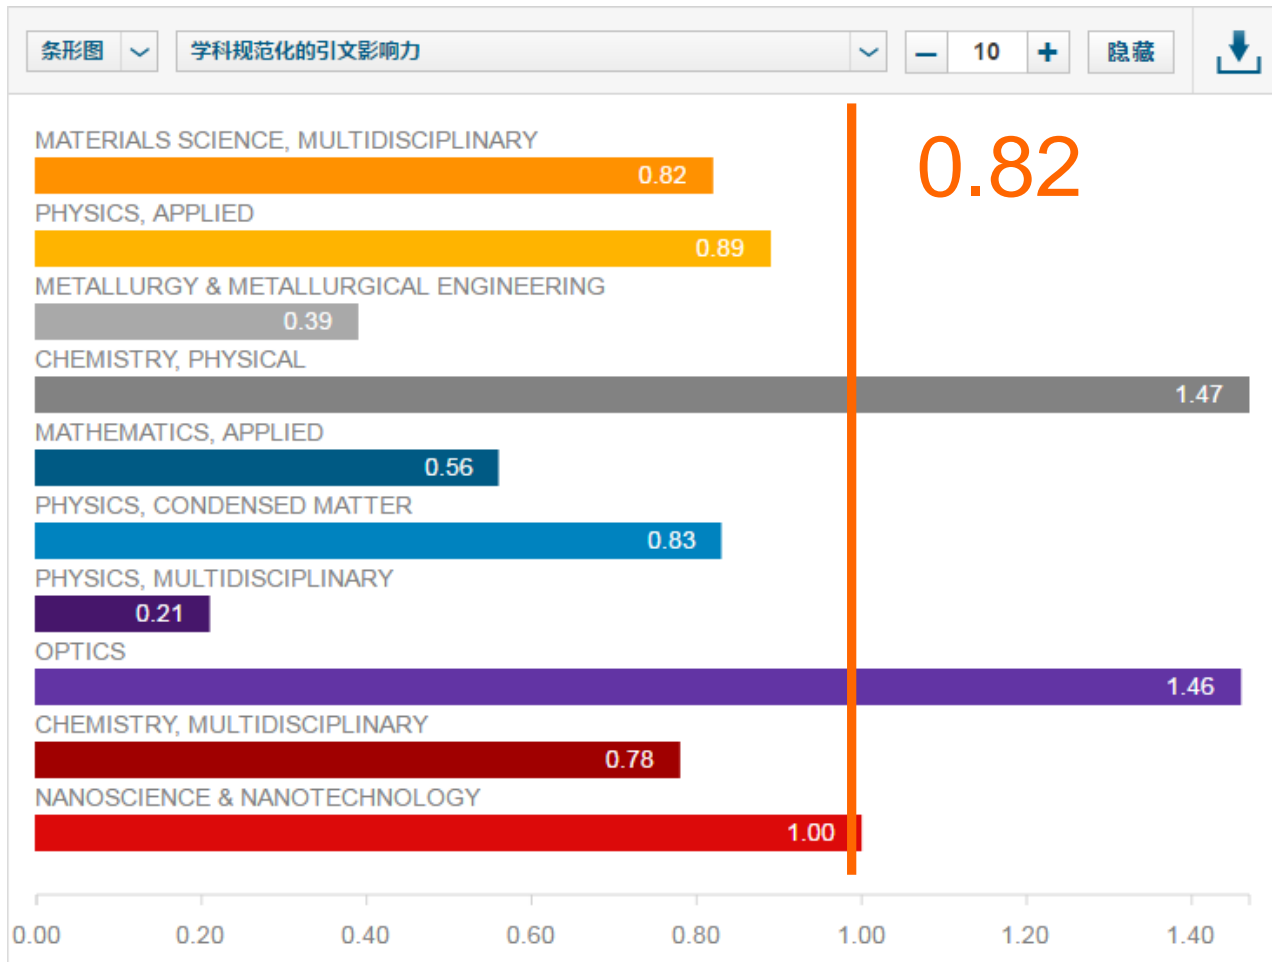 条形图 学科规范化的引文影响力 10 隐藏
0.82
MATERIALS SCIENCE, MULTIDISCIPLINARY
0.82
PHYSICS, APPLIED
0.89
METALLURGY & METALLURGICAL ENGINEERING
0.39
CHEMISTRY, PHYSICAL
1.47
MATHEMATICS, APPLIED
0.56
PHYSICS, CONDENSED MATTER
0.83
PHYSICS, MULTIDISCIPLINARY
0.21
OPTICS
1.46
CHEMISTRY, MULTIDISCIPLINARY
0.78
NANOSCIENCE & NANOTECHNOLOGY
1.00
0.00 0.20 0.40 0.60 0.80 1.00 1.20 1.40